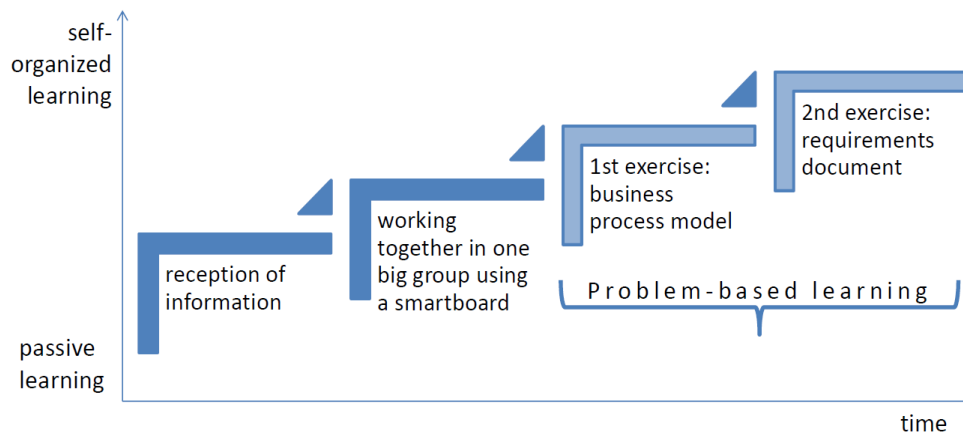 self-
organized
learning
2nd exercise:
requirements
document
1st exercise:
business
process model
working
together in one
big group using
a smartboard
reception of
information
Problem-based learning
passive
learning
time